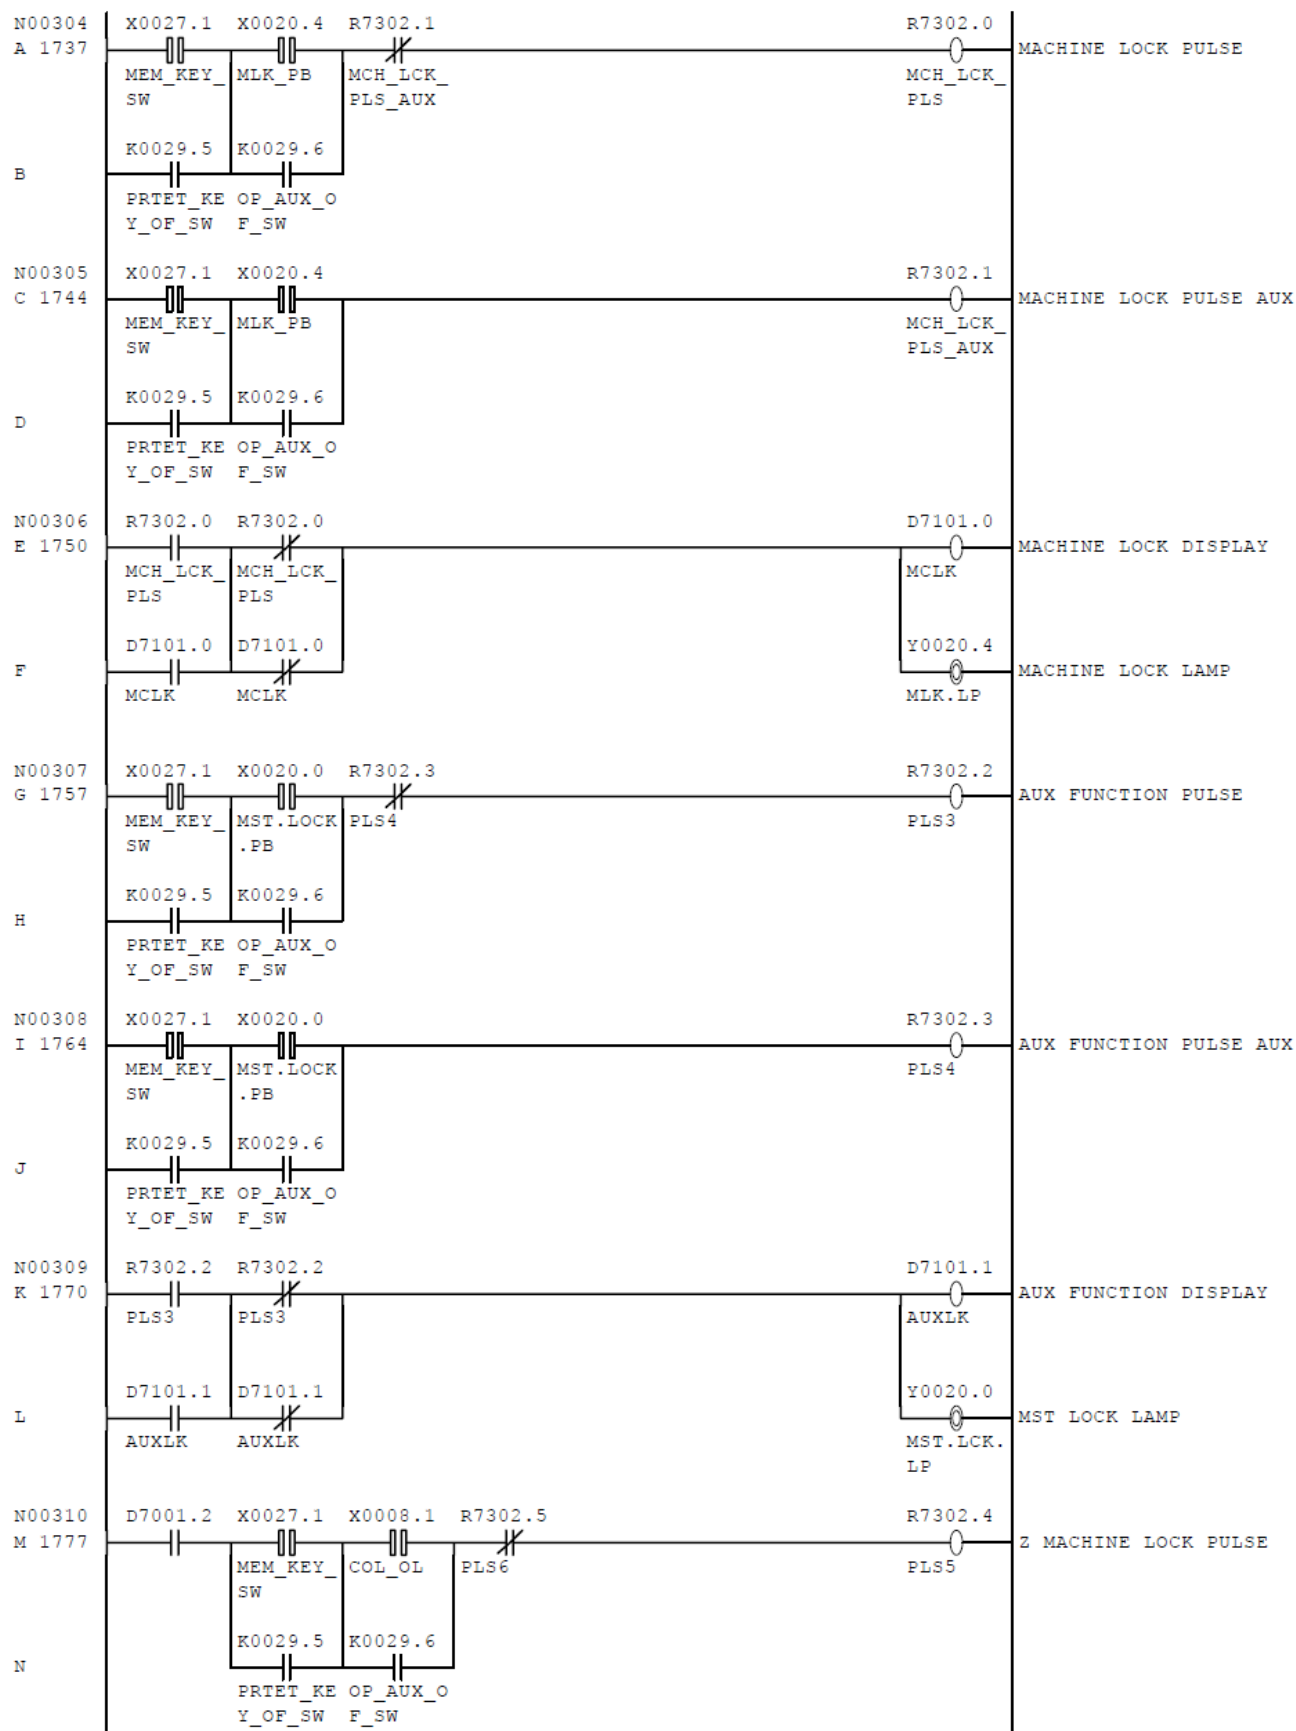 N00304 X0027.1 X0020.4 R7302.1 R7302.0
A 1737 MACHINE LOCK PULSE
MEM_KEY_ MLK_PB MCH_LCK_ MCH_LCK_
SW PLS_AUX PLS
K0029.5 K0029.6
B
PRTET_KE OP_AUX_O
Y_OF_SW F_SW
N00305 X0027.1 X0020.4 R7302.1
C 1744 MACHINE LOCK PULSE AUX
MEM_KEY_ MLK_PB MCH_LCK_
SW PLS_AUX
K0029.5 K0029.6
D
PRTET_KE OP_AUX_O
Y_OF_SW F_SW
N00306 R7302.0 R7302.0 D7101.0
E 1750 MACHINE LOCK DISPLAY
MCH_LCK_ MCH_LCK_ MCLK
PLS PLS
D7101.0 D7101.0 Y0020.4
F MACHINE LOCK LAMP
MCLK MCLK MLK.LP
N00307 X0027.1 X0020.0 R7302.3 R7302.2
G 1757 AUX FUNCTION PULSE
MEM_KEY_ MST.LOCK PLS4 PLS3
SW .PB
K0029.5 K0029.6
H
PRTET_KE OP_AUX_O
Y_OF_SW F_SW
N00308 X0027.1 X0020.0 R7302.3
I 1764 AUX FUNCTION PULSE AUX
MEM_KEY_ MST.LOCK PLS4
SW .PB
K0029.5 K0029.6
J
PRTET_KE OP_AUX_O
Y_OF_SW F_SW
N00309 R7302.2 R7302.2 D7101.1
K 1770 AUX FUNCTION DISPLAY
PLS3 PLS3 AUXLK
D7101.1 D7101.1 Y0020.0
L MST LOCK LAMP
AUXLK AUXLK MST.LCK.
LP
N00310 D7001.2 X0027.1 X0008.1 R7302.5 R7302.4
M 1777 Z MACHINE LOCK PULSE
MEM_KEY_ COL_OL PLS6 PLS5
SW
K0029.5 K0029.6
N
PRTET_KE OP_AUX_O
Y_OF_SW F_SW